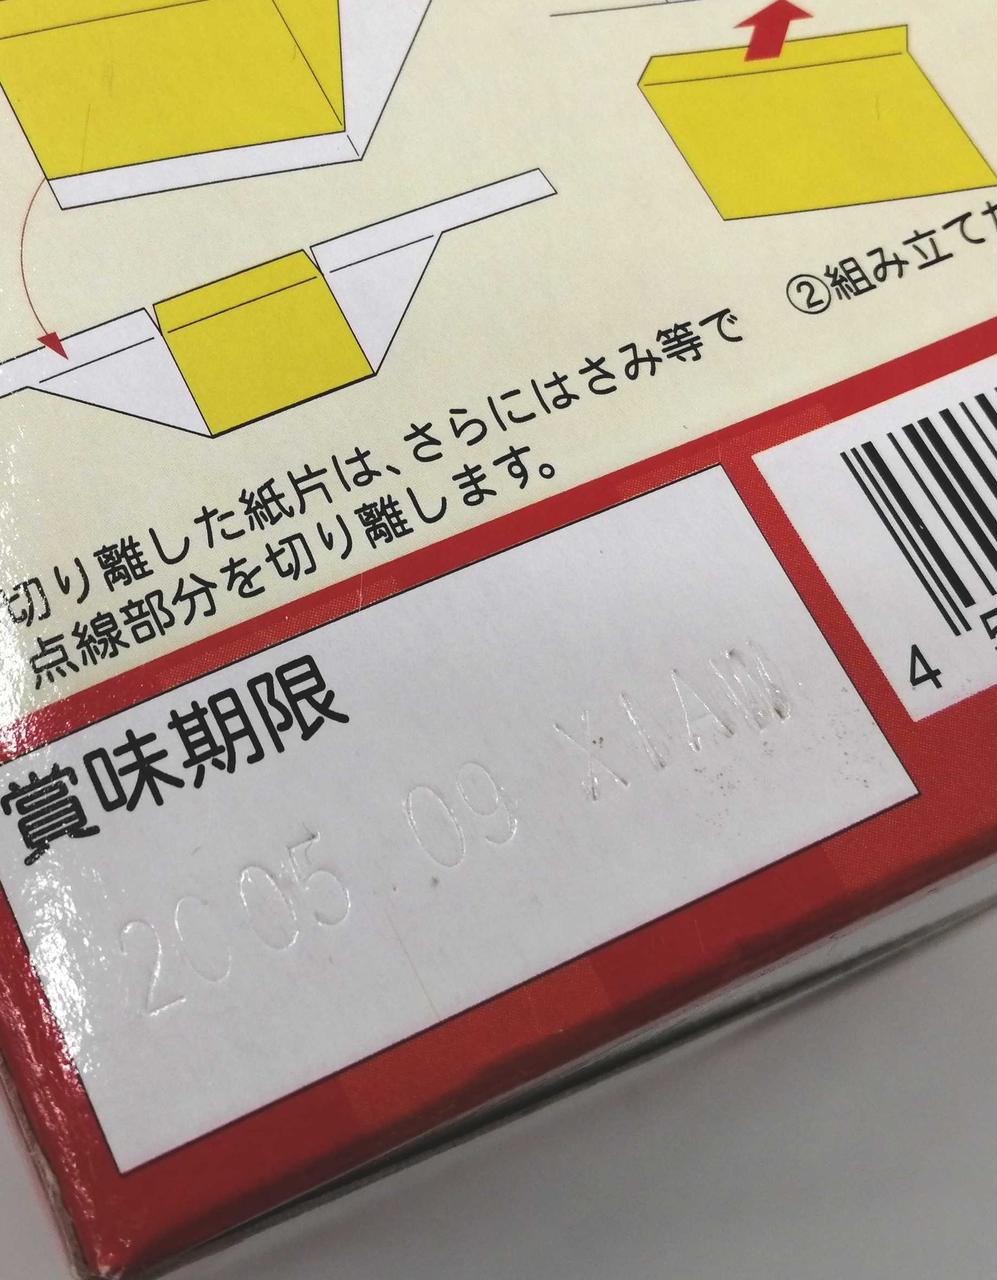 ②組み立て
切り離した紙片は、さらにはさみ等で
点線部分を切り離します。
賞味期限
2005.09 XIAW
4